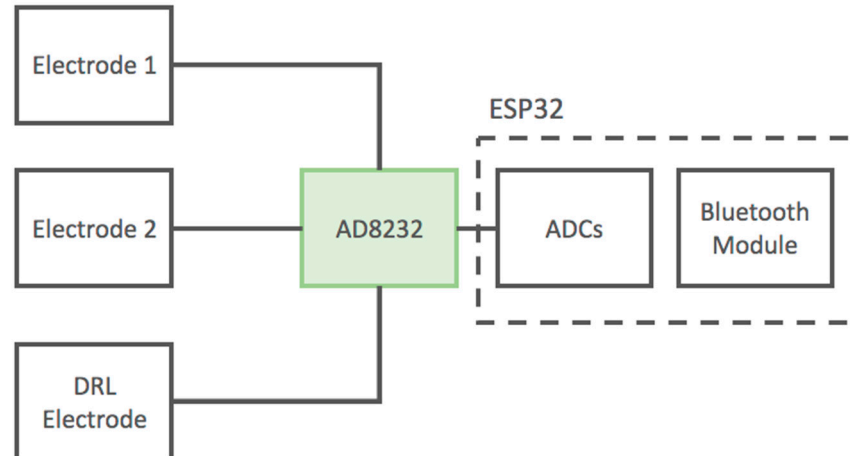 Electrode 1
ESP32
Electrode 2
AD8232
ADCs
Bluetooth
Module
DRL
Electrode